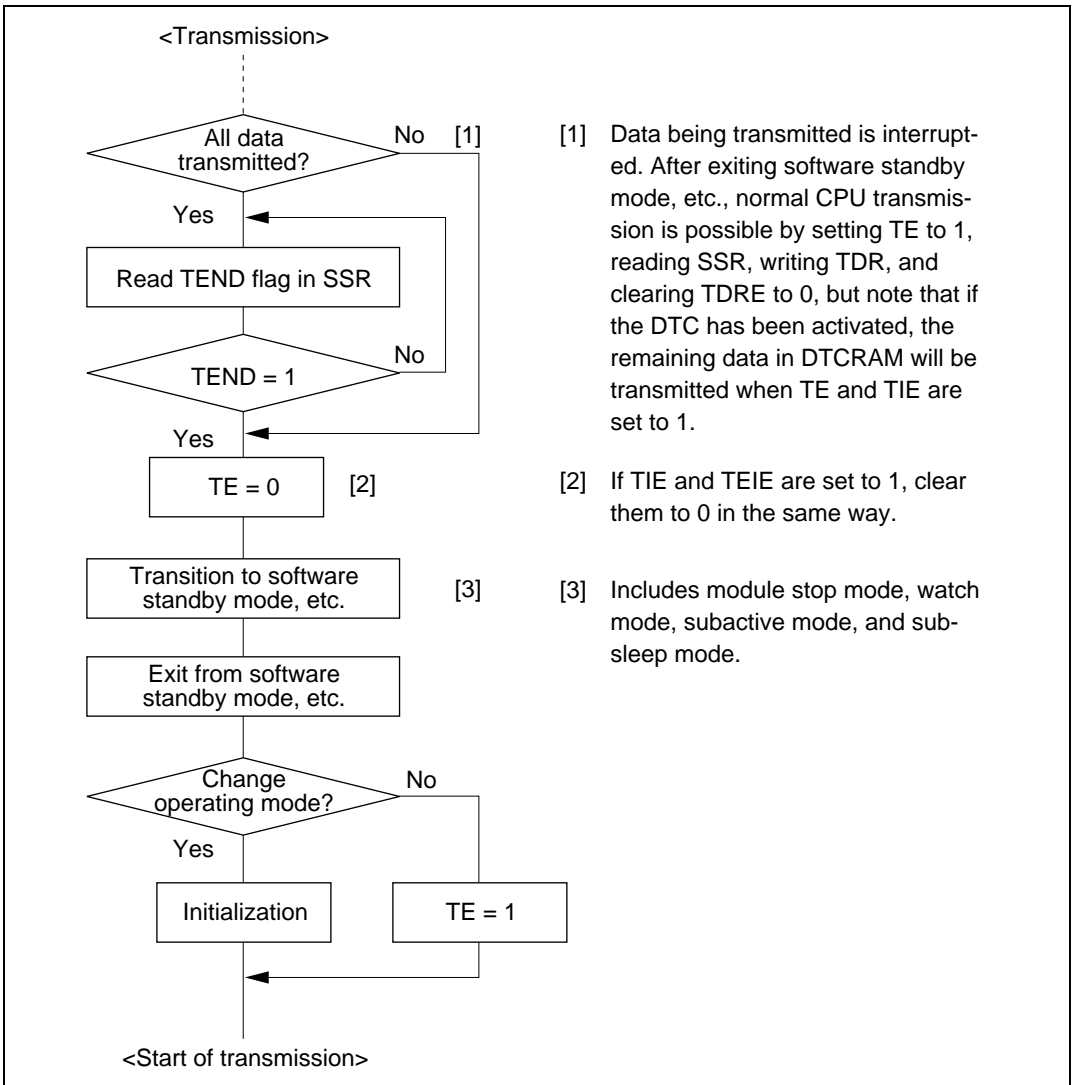 <Transmission>
All data
transmitted?
No
[1]
Yes
Read TEND flag in SSR
TEND = 1
No
Yes
TE = 0
[2]
Transition to software
standby mode, etc.
[3]
Exit from software
standby mode, etc.
Change
operating mode?
No
Yes
Initialization
TE = 1
<Start of transmission>
[1] Data being transmitted is interrupt-
ed. After exiting software standby
mode, etc., normal CPU transmis-
sion is possible by setting TE to 1,
reading SSR, writing TDR, and
clearing TDRE to 0, but note that if
the DTC has been activated, the
remaining data in DTCRAM will be
transmitted when TE and TIE are
set to 1.
[2] If TIE and TEIE are set to 1, clear
them to 0 in the same way.
[3] Includes module stop mode, watch
mode, subactive mode, and sub-
sleep mode.